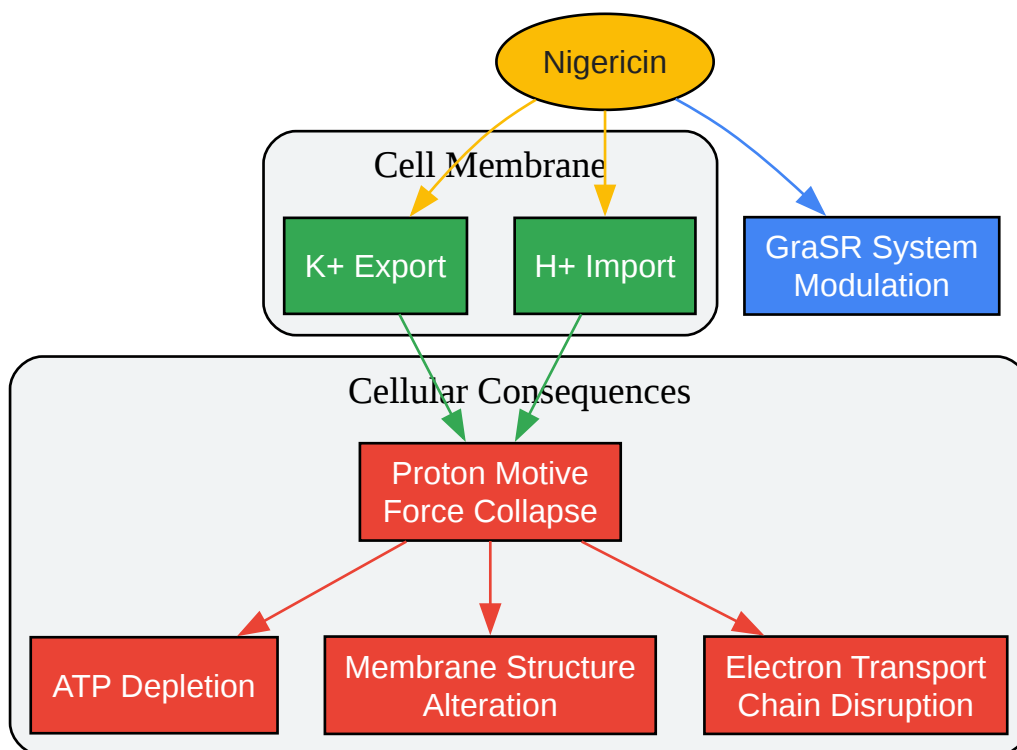 Nigericin
Cell Membrane
K+ Export
H+ Import
GraSR System
Modulation
Cellular Consequences
Proton Motive
Force Collapse
ATP Depletion
Membrane Structure
Alteration
Electron Transport
Chain Disruption